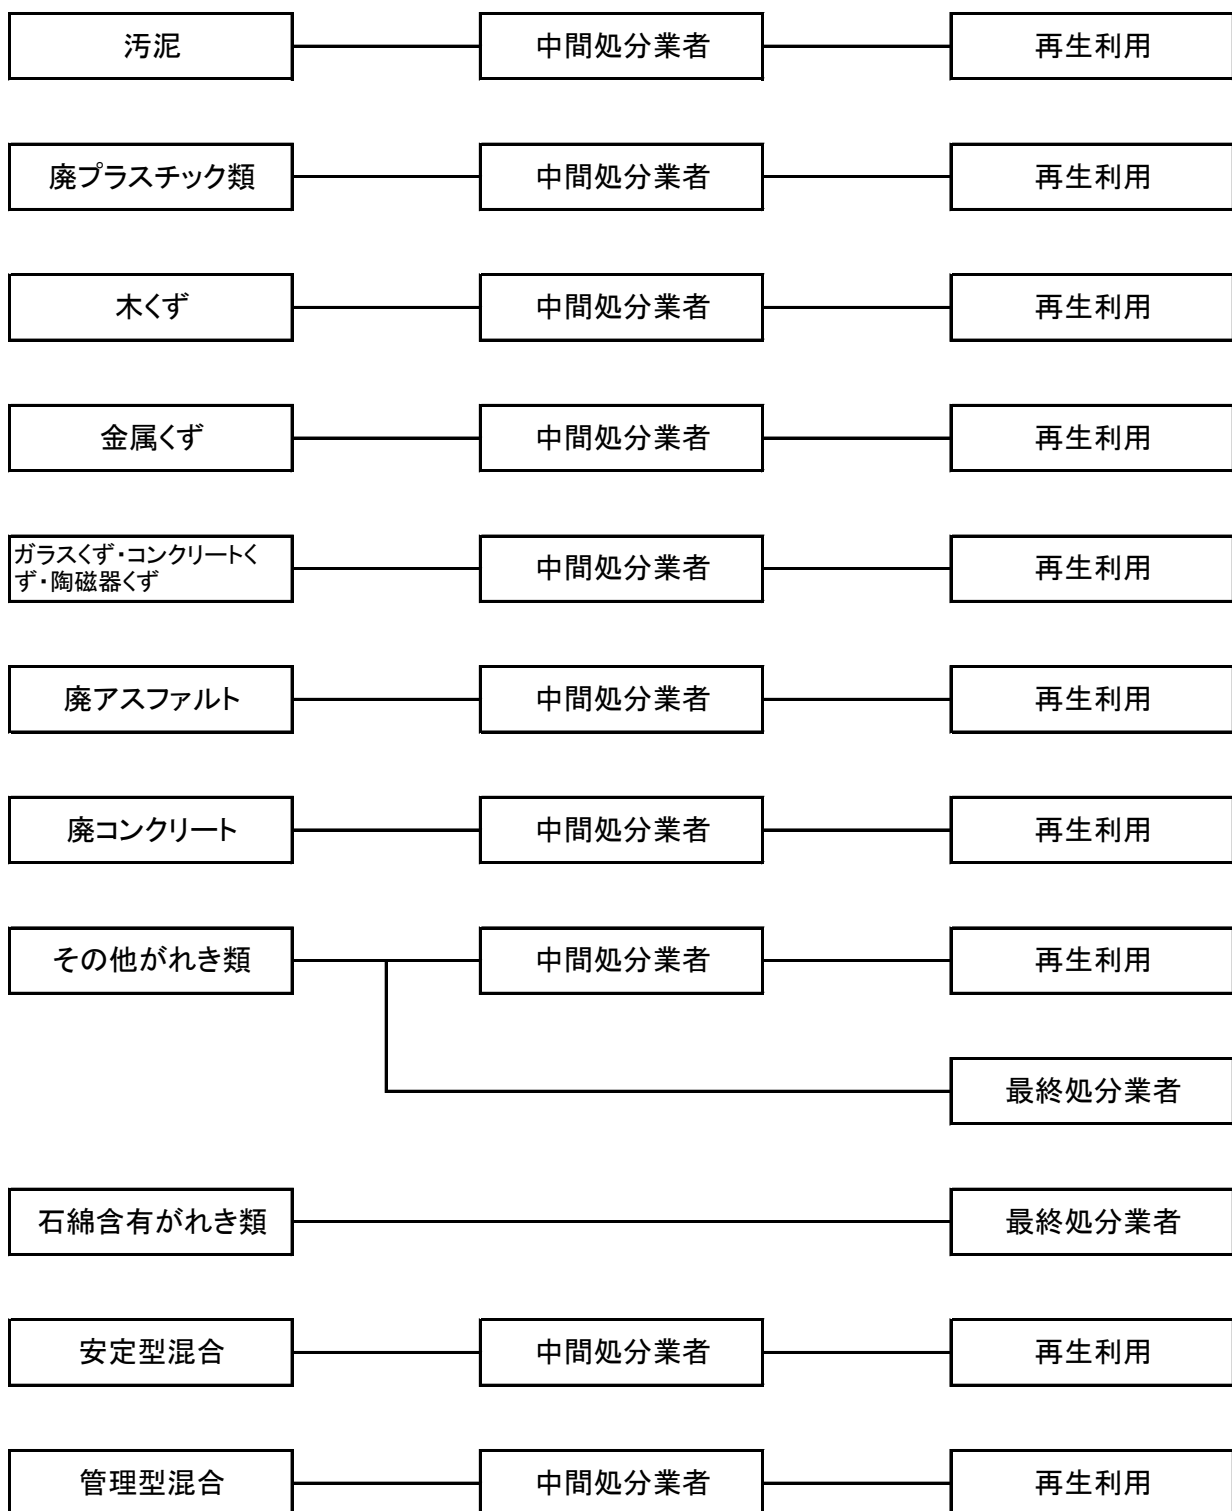 汚泥
中間処分業者
再生利用
廃プラスチック類
中間処分業者
再生利用
木くず
中間処分業者
再生利用
金属くず
中間処分業者
再生利用
ガラスくず・コンクリートく
ず・陶磁器くず
中間処分業者
再生利用
廃アスファルト
中間処分業者
再生利用
廃コンクリート
中間処分業者
再生利用
その他がれき類
中間処分業者
再生利用
最終処分業者
石綿含有がれき類
最終処分業者
安定型混合
中間処分業者
再生利用
管理型混合
中間処分業者
再生利用